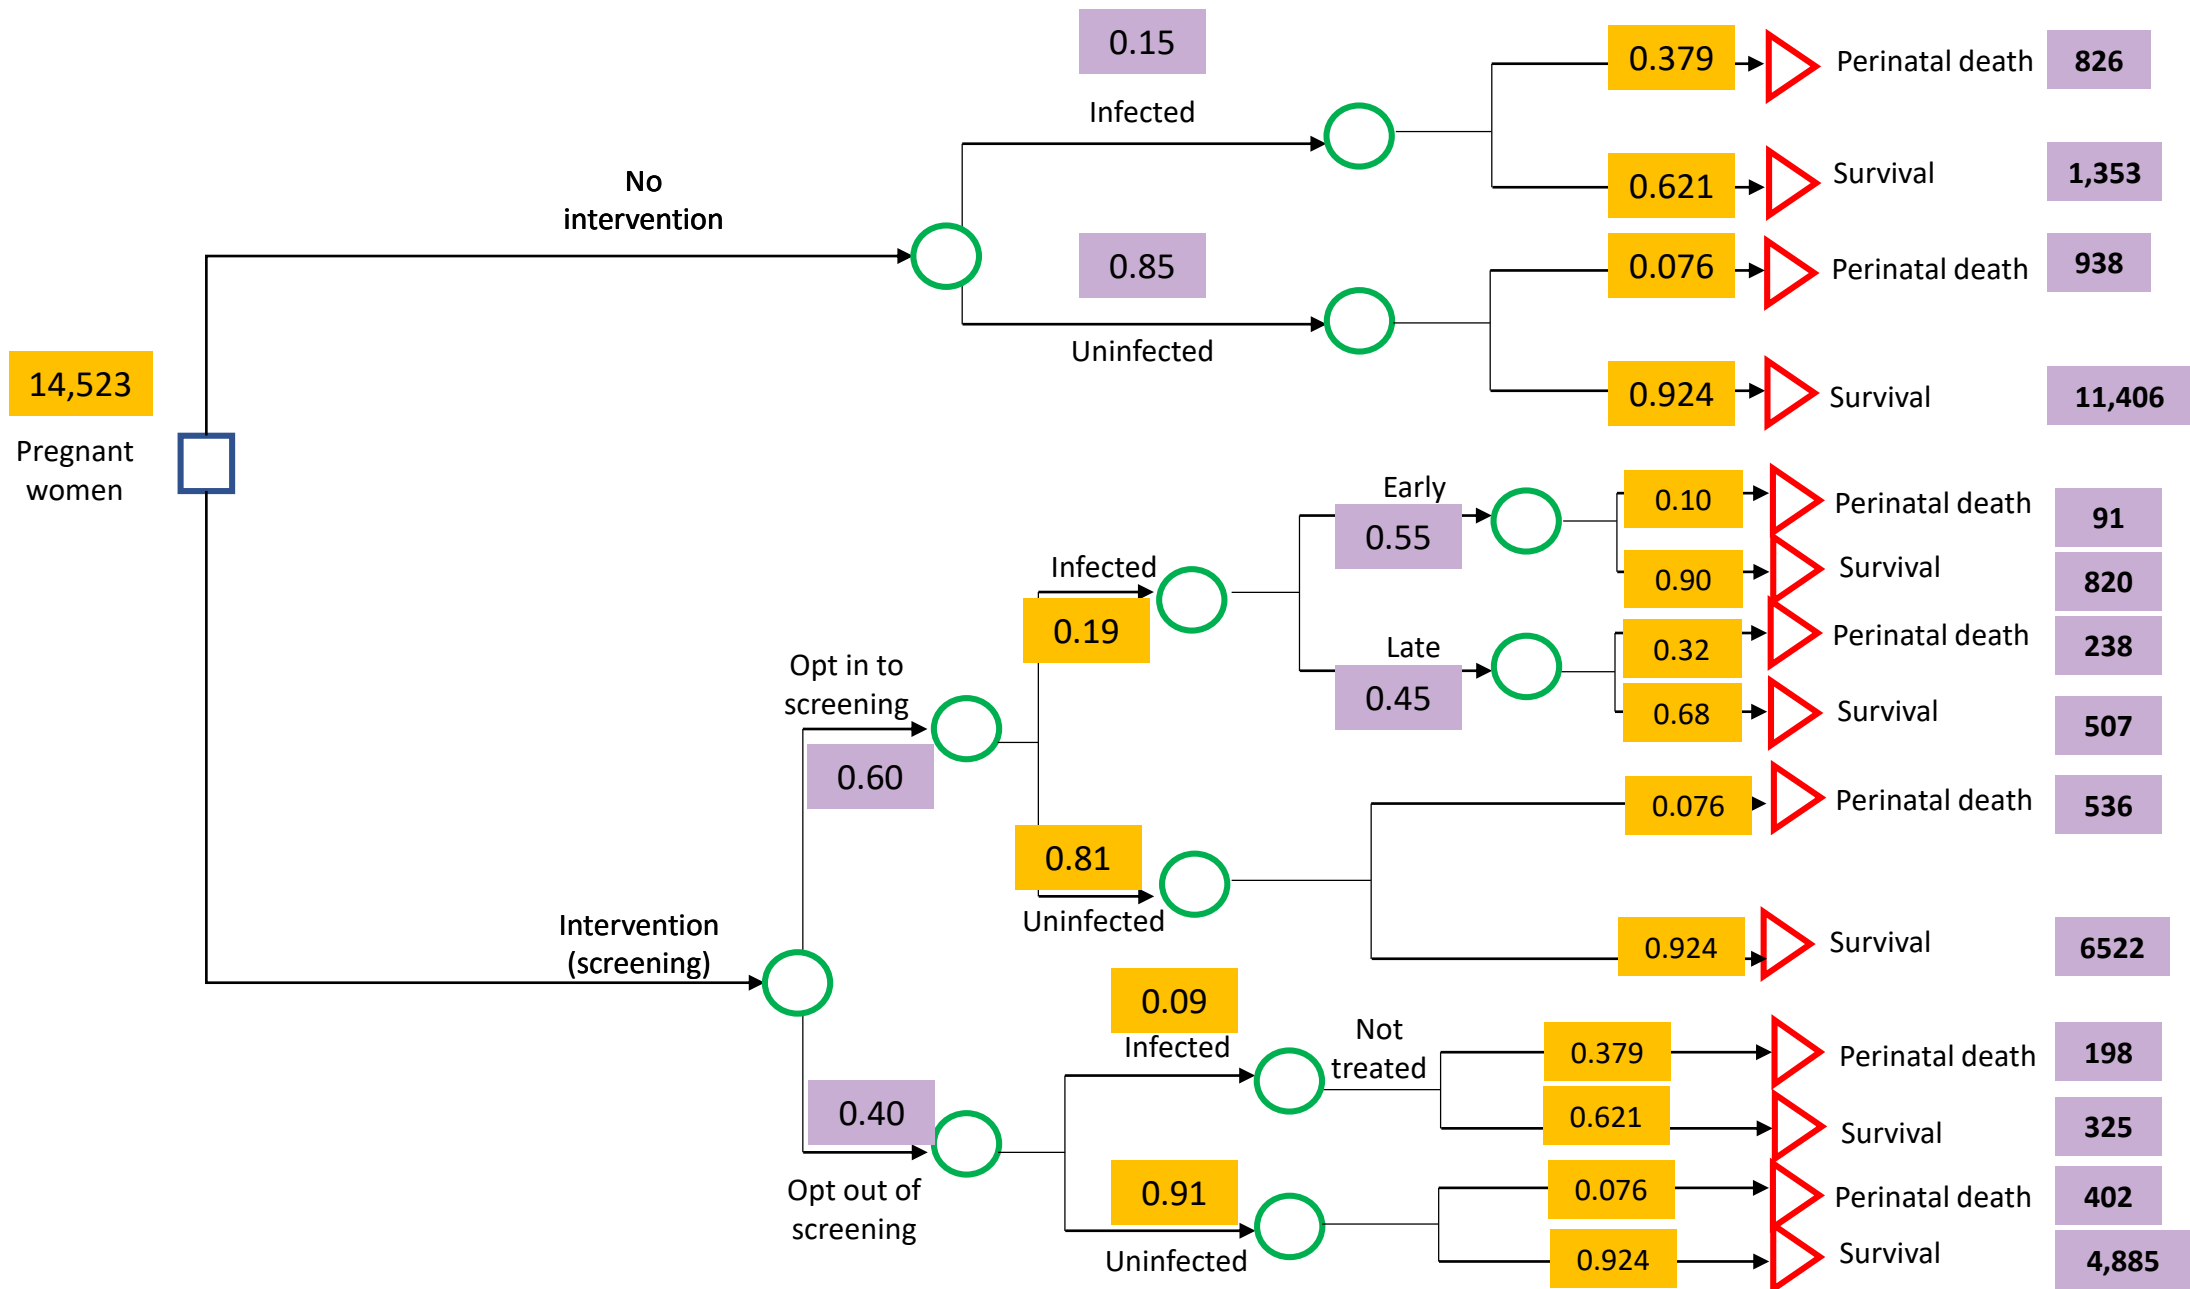 0.15
Infected
0.379
Perinatal death
826
0.621
Survival
1,353
No
intervention
0.85
Uninfected
0.076
Perinatal death
938
0.924
Survival
11,406
14,523
Pregnant
women
Early
0.55
0.10
Perinatal death
91
0.90
Survival
820
Infected
0.19
Late
0.45
0.32
Perinatal death
238
0.68
Survival
507
Opt in to
screening
0.60
0.81
Uninfected
0.076
Perinatal death
536
0.924
Survival
6522
Intervention
(screening)
0.09
Infected
Not
treated
0.379
Perinatal death
198
0.621
Survival
325
0.40
Opt out of
screening
0.91
Uninfected
0.076
Perinatal death
402
0.924
Survival
4,885